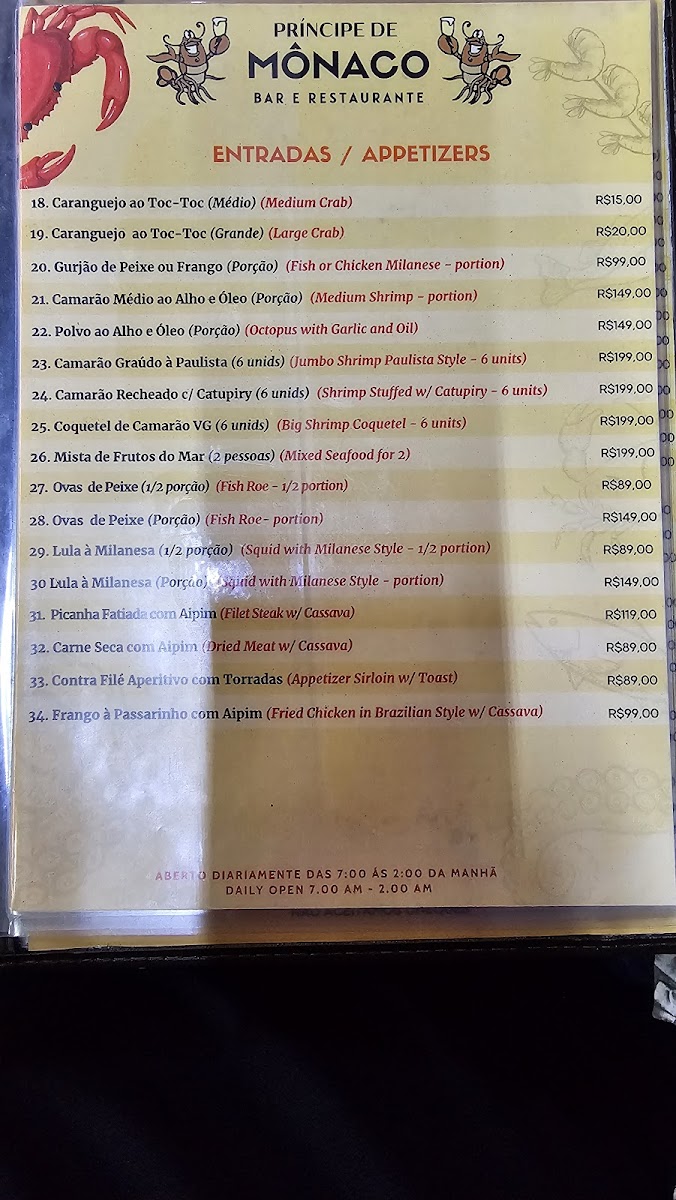 PRÍNCIPE DE
MÔNACO
BAR E RESTAURANTE
ENTRADAS / APPETIZERS
18. Caranguejo ao Toc-Toc (Médio) (Medium Crab) R$15,00
19. Caranguejo ao Toc-Toc (Grande) (Large Crab) R$20,00
20. Gurjão de Peixe ou Frango (Porção) (Fish or Chicken Milanese - portion) R$99,00
21. Camarão Médio ao Alho e Óleo (Porção) (Medium Shrimp - portion) R$149,00
22. Polvo ao Alho e Óleo (Porção) (Octopus with Garlic and Oil) R$149,00
23. Camarão Graúdo à Paulista (6 unids) (Jumbo Shrimp Paulista Style - 6 units) R$199,00
24. Camarão Recheado c/ Catupiry (6 unids) (Shrimp Stuffed w/ Catupiry - 6 units) R$199,00
25. Coquetel de Camarão VG (6 unids) (Big Shrimp Coquetel - 6 units) R$199,00
26. Mista de Frutos do Mar (2 pessoas) (Mixed Seafood for 2) R$199,00
27. Ovas de Peixe (1/2 porção) (Fish Roe - 1/2 portion) R$89,00
28. Ovas de Peixe (Porção) (Fish Roe- portion) R$149,00
29. Lula à Milanesa (1/2 porção) (Squid with Milanese Style - 1/2 portion) R$89,00
30 Lula à Milanesa (Porção) (Squid with Milanese Style - portion) R$149,00
31. Picanha Fatiada com Aipim (Filet Steak w/ Cassava) R$119,00
32. Carne Seca com Aipim (Dried Meat w/ Cassava) R$89,00
33. Contra Filé Aperitivo com Torradas (Appetizer Sirloin w/ Toast) R$89,00
34. Frango à Passarinho com Aipim (Fried Chicken in Brazilian Style w/ Cassava) R$99,00
ABERTO DIARIAMENTE DAS 7:00 ÁS 2:00 DA MANHÃ
DAILY OPEN 7.00 AM - 2.00 AM